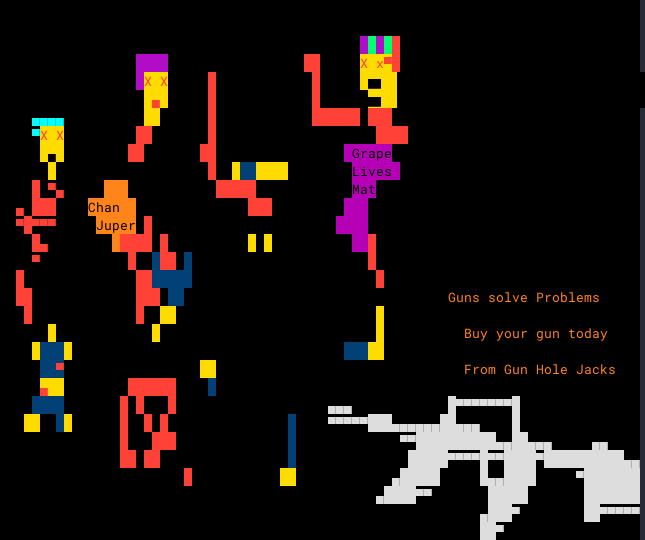 X X
X x
X X
Grape
Lives
Mat
Chan
Juper
Guns solve Problems
Buy your gun today
From Gun Hole Jacks